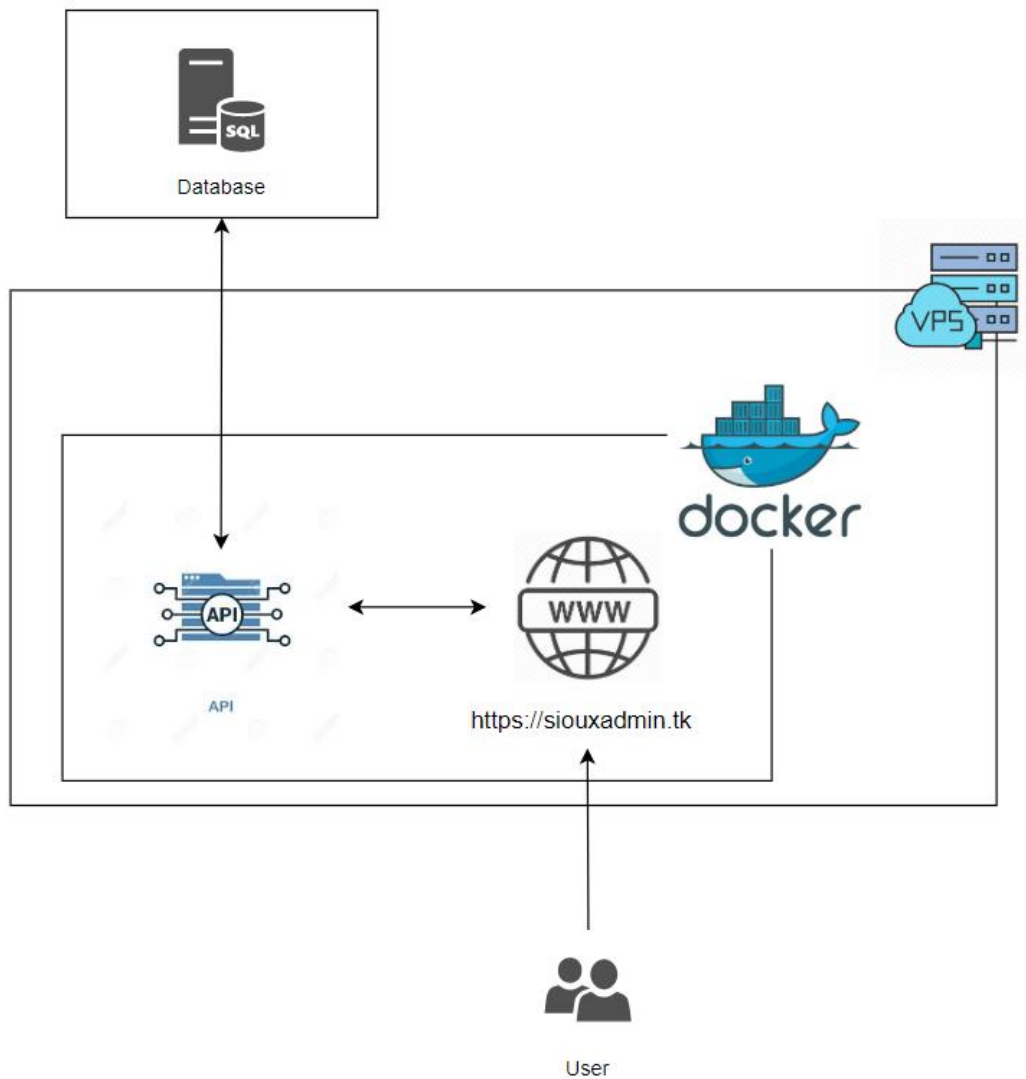 SQL
Database
VPS
docker
API
WWW
API
https://siouxadmin.tk
User